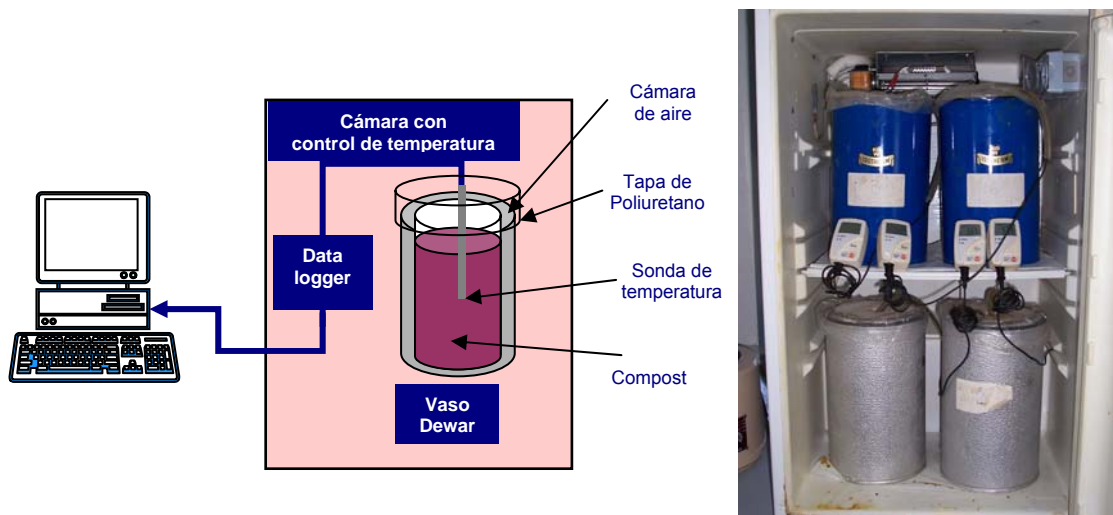 Cámara con
control de temperatura
Data
logger
Vaso
Dewar
Cámara
de aire
Tapa de
Poliuretano
Sonda de
temperatura
Compost